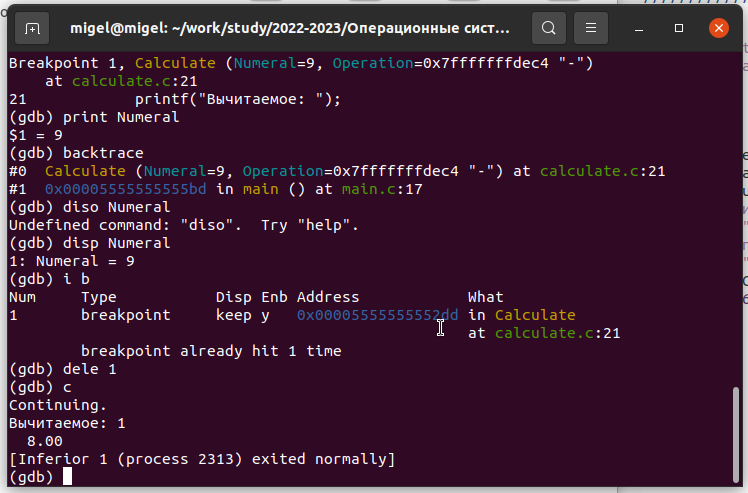 migel@migel: ~/work/study/2022-2023/Операционные сист...
Breakpoint 1, Calculate (Numeral=9, Operation=0x7fffffffdec4 "-")
    at calculate.c:21
21            printf("Вычитаемое: ");
(gdb) print Numeral
$1 = 9
(gdb) backtrace
#0  Calculate (Numeral=9, Operation=0x7fffffffdec4 "-") at calculate.c:21
#1  0x00005555555555bd in main () at main.c:17
(gdb) diso Numeral
Undefined command: "diso".  Try "help".
(gdb) disp Numeral
1: Numeral = 9
(gdb) i b
Num     Type           Disp Enb Address            What
1       breakpoint     keep y   0x00005555555552dd in Calculate
                                                   at calculate.c:21
        breakpoint already hit 1 time
(gdb) dele 1
(gdb) c
Continuing.
Вычитаемое: 1
  8.00
[Inferior 1 (process 2313) exited normally]
(gdb)